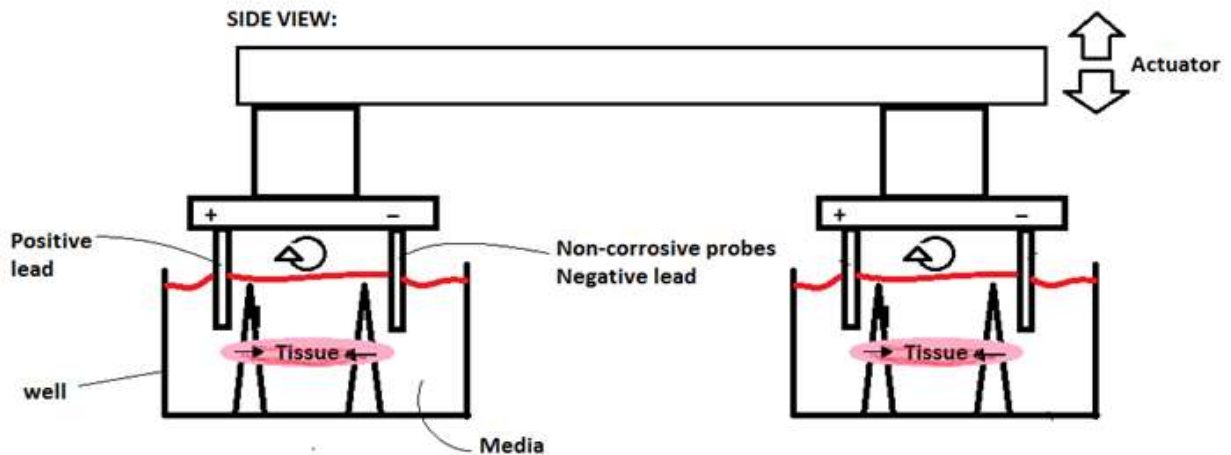 SIDE VIEW:
Actuator
+ –
+ –
Positive
lead
Non-corrosive probes
Negative lead
Tissue
Tissue
well
Media